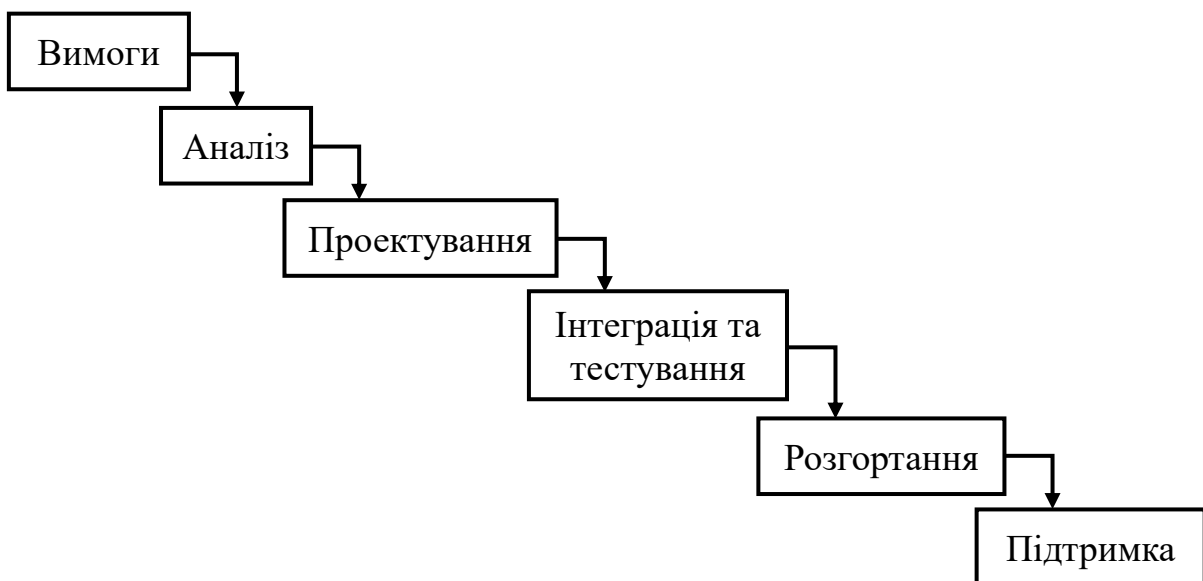 Вимоги
Аналіз
Проектування
Інтеграція та
тестування
Розгортання
Підтримка